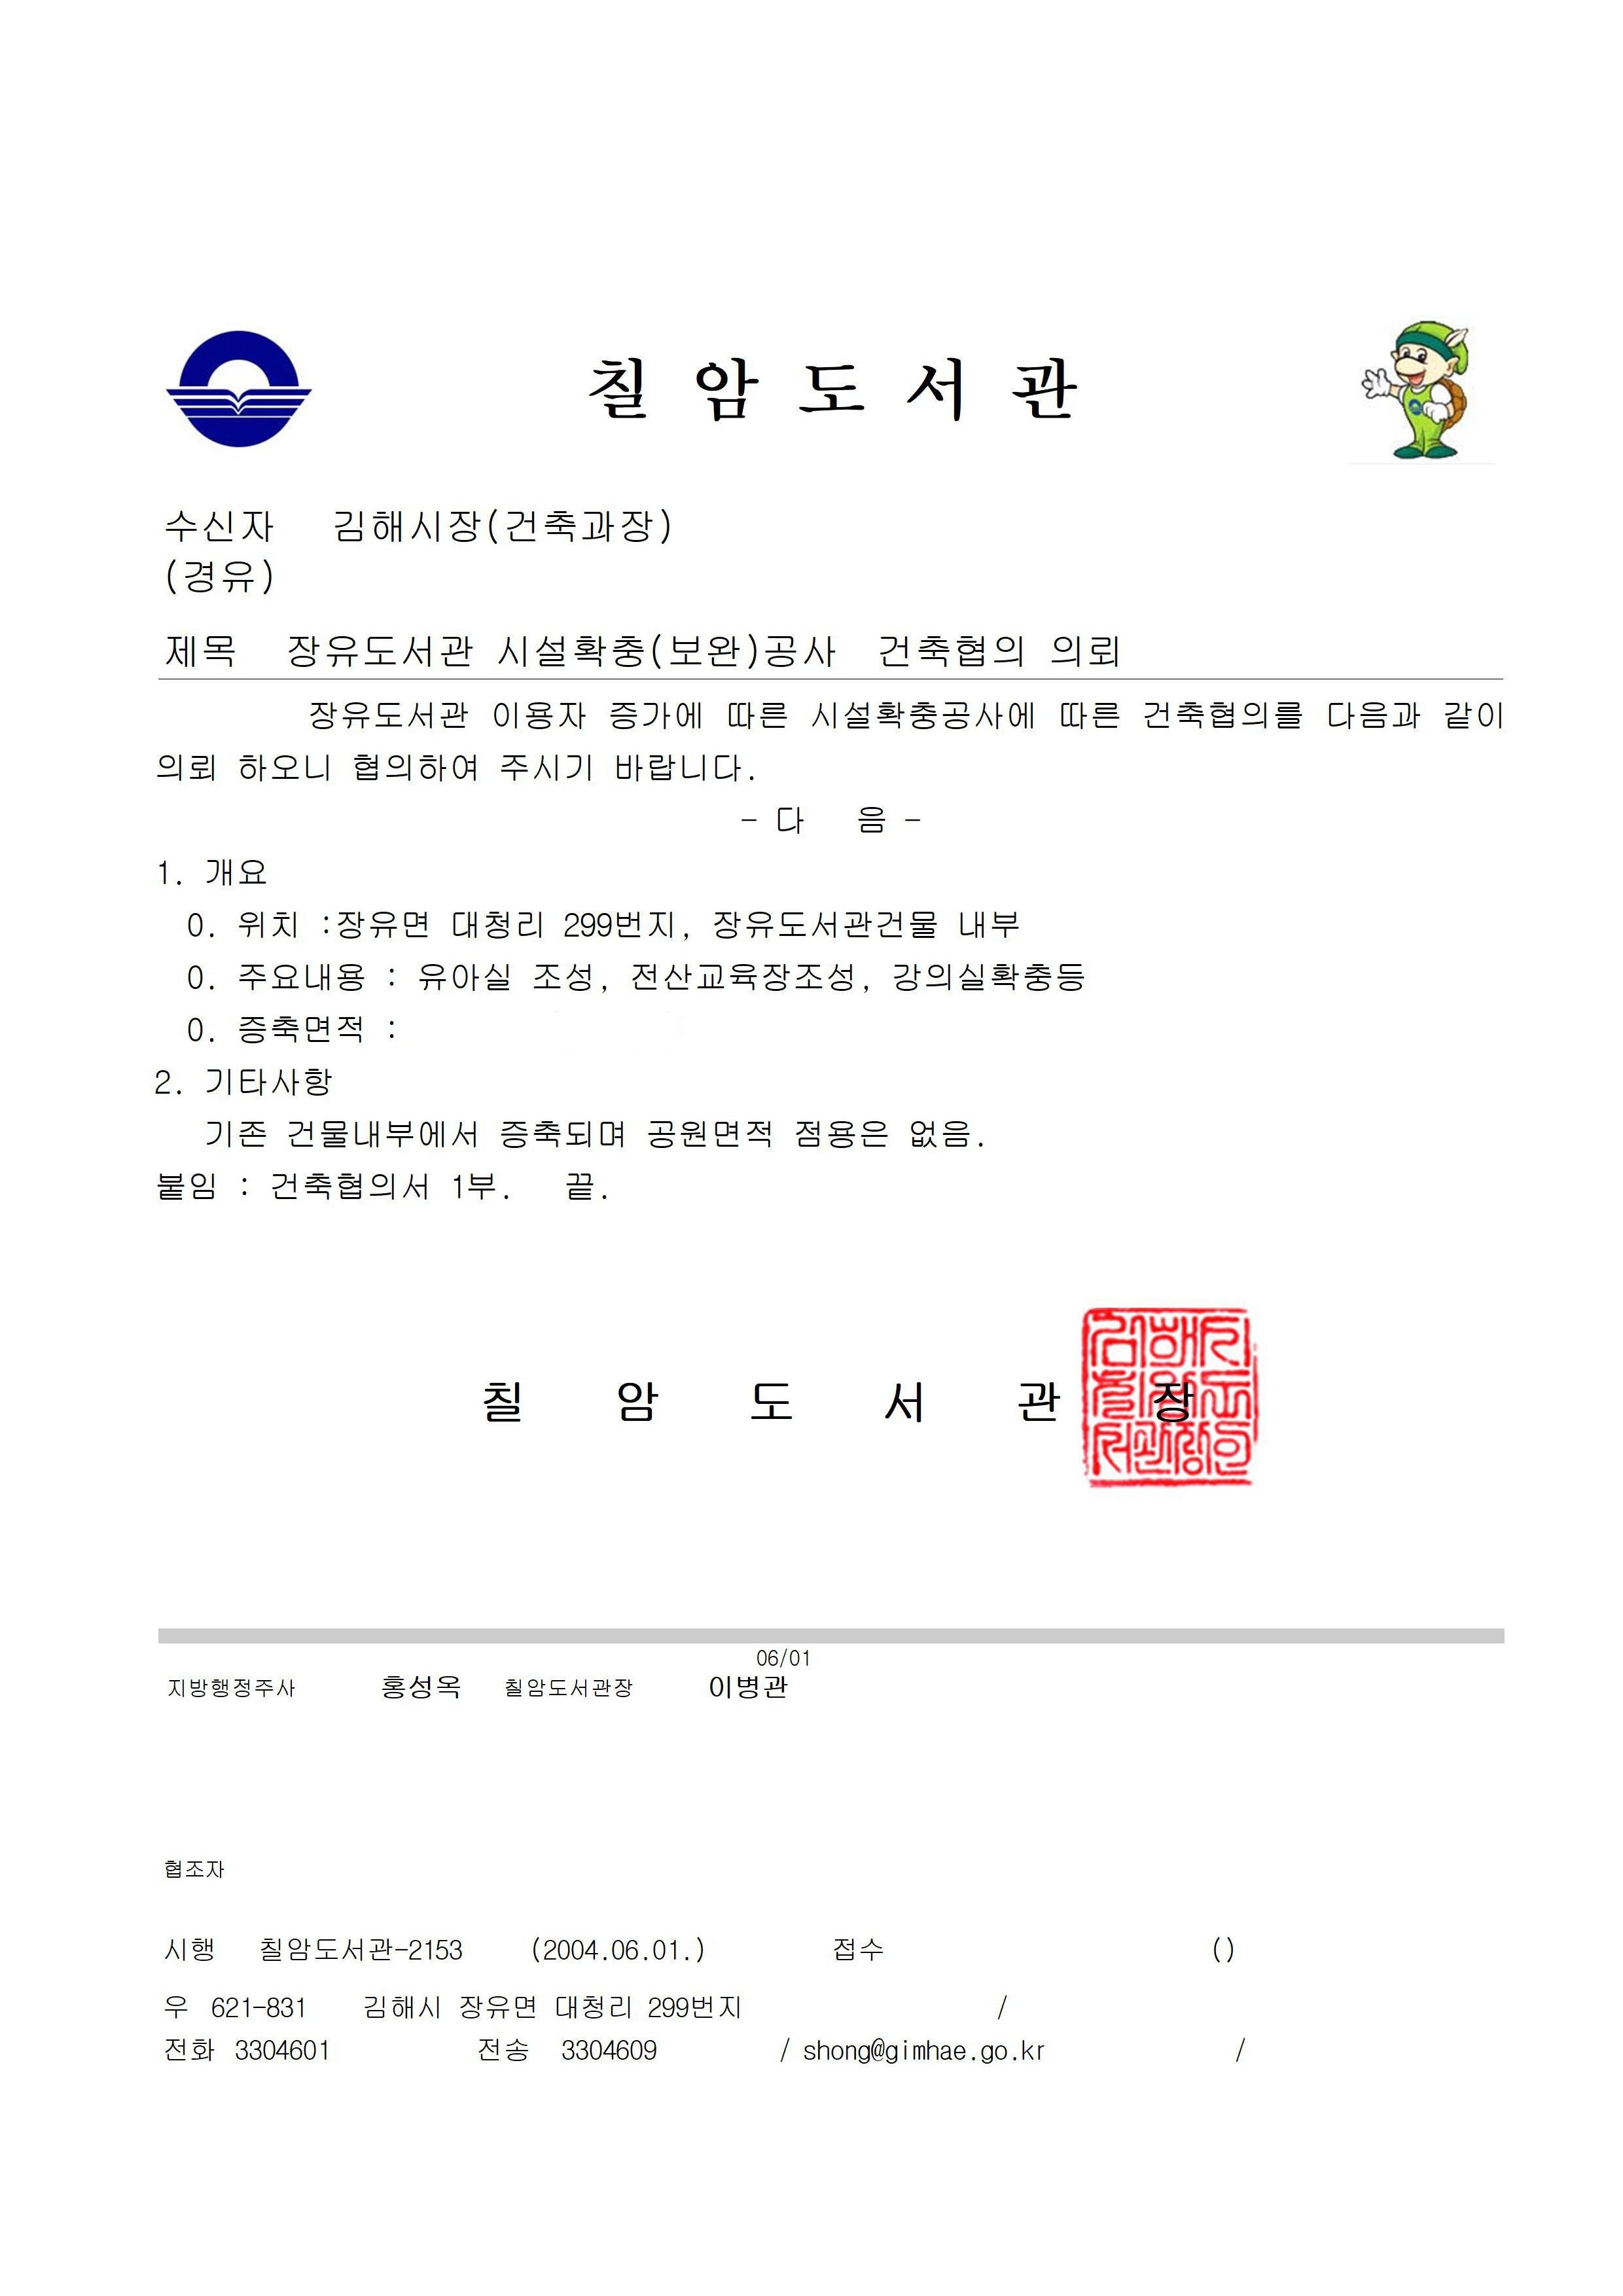 칠 암 도 서 관
수신자 김해시장(건축과장)
(경유)
제목 장유도서관 시설확충(보완)공사 건축협의 의뢰
장유도서관 이용자 증가에 따른 시설확충공사에 따른 건축협의를 다음과 같이
의뢰 하오니 협의하여 주시기 바랍니다.
- 다 음 -
1. 개요
0. 위치 :장유면 대청리 299번지, 장유도서관건물 내부
0. 주요내용 : 유아실 조성, 전산교육장조성, 강의실확충등
0. 증축면적 :
2. 기타사항
기존 건물내부에서 증축되며 공원면적 점용은 없음.
붙임 : 건축협의서 1부. 끝.
칠 암 도 서 관 장
06/01
지방행정주사 홍성옥 칠암도서관장 이병관
협조자
시행 칠암도서관-2153 (2004.06.01.) 접수 ()
우 621-831 김해시 장유면 대청리 299번지 /
전화 3304601 전송 3304609 / shong@gimhae.go.kr /